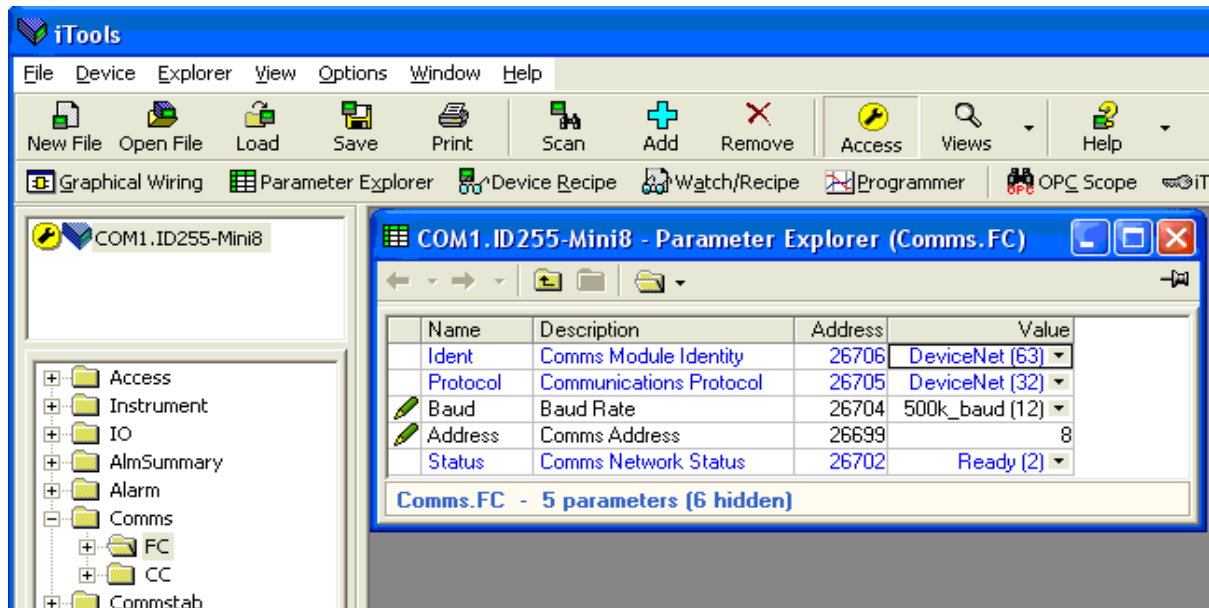 iTools
File Device Explorer View Options Window Help
New File Open File Load Save Print Scan Add Remove Access Views Help
Graphical Wiring Parameter Explorer Device Recipe Watch/Recipe Programmer OPC OPC Scope iT
COM1.ID255-Mini8
COM1.ID255-Mini8 - Parameter Explorer (Comms.FC)
Name Description Address Value
Ident Comms Module Identity 26706 DeviceNet (63)
Protocol Communications Protocol 26705 DeviceNet (32)
Baud Baud Rate 26704 500k_baud (12)
Address Comms Address 26699 8
Status Comms Network Status 26702 Ready (2)
Comms.FC - 5 parameters (6 hidden)
Access
Instrument
IO
AlmSummary
Alarm
Comms
FC
CC
Commstab